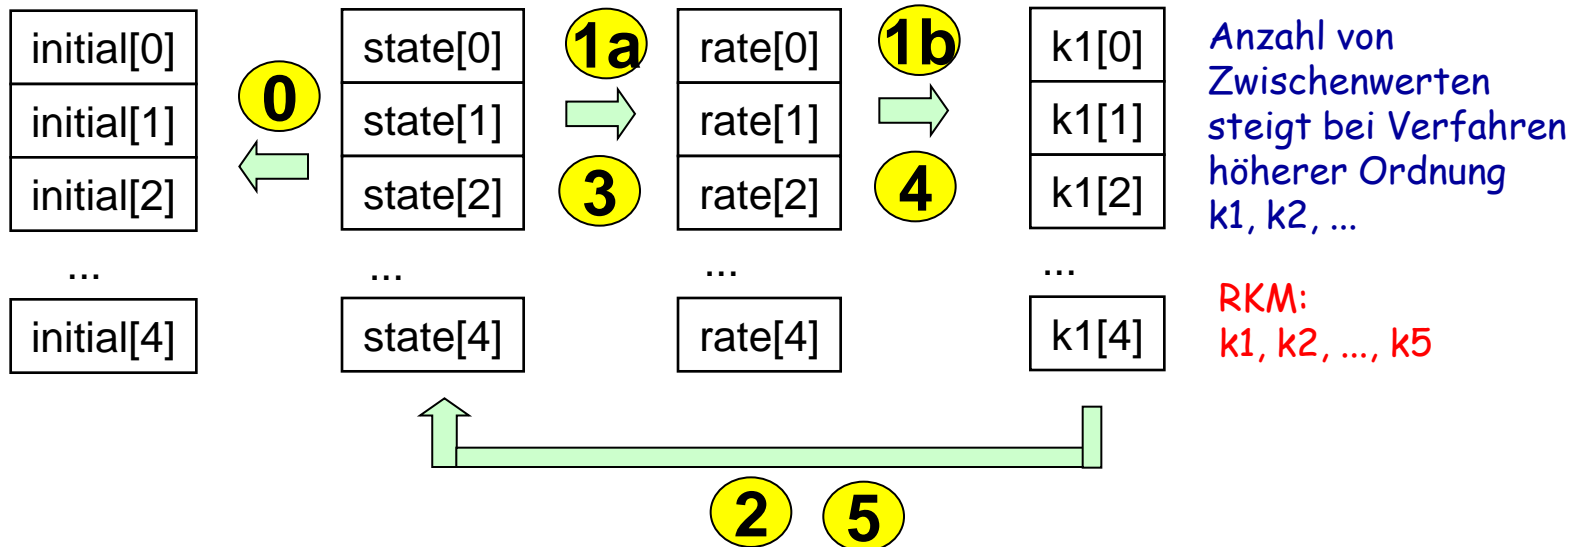 initial[0]
initial[1]
initial[2]
...
initial[4]
0
state[0]
state[1]
state[2]
...
state[4]
1a
3
rate[0]
rate[1]
rate[2]
...
rate[4]
1b
4
k1[0]
k1[1]
k1[2]
...
k1[4]
2
5
Anzahl von
Zwischenwerten
steigt bei Verfahren
höherer Ordnung
k1, k2, ...
RKM:
k1, k2, ..., k5